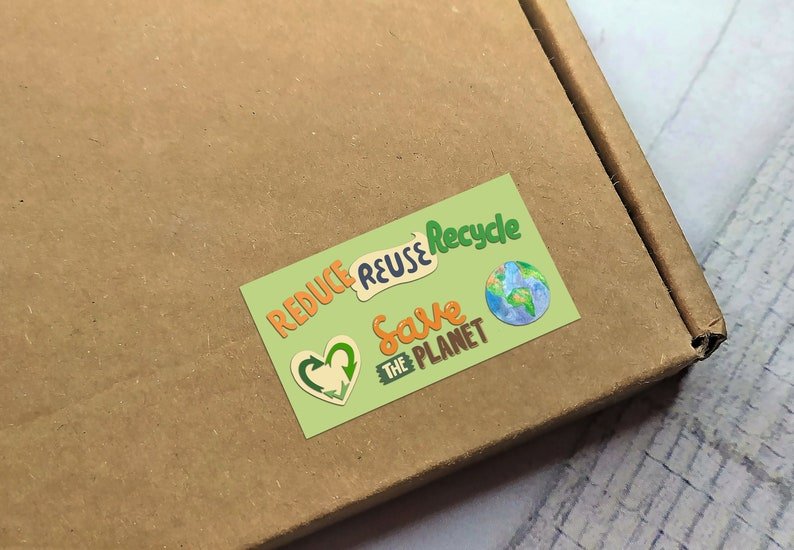 REDUCE REUSE Recycle
Save
THE PLANET